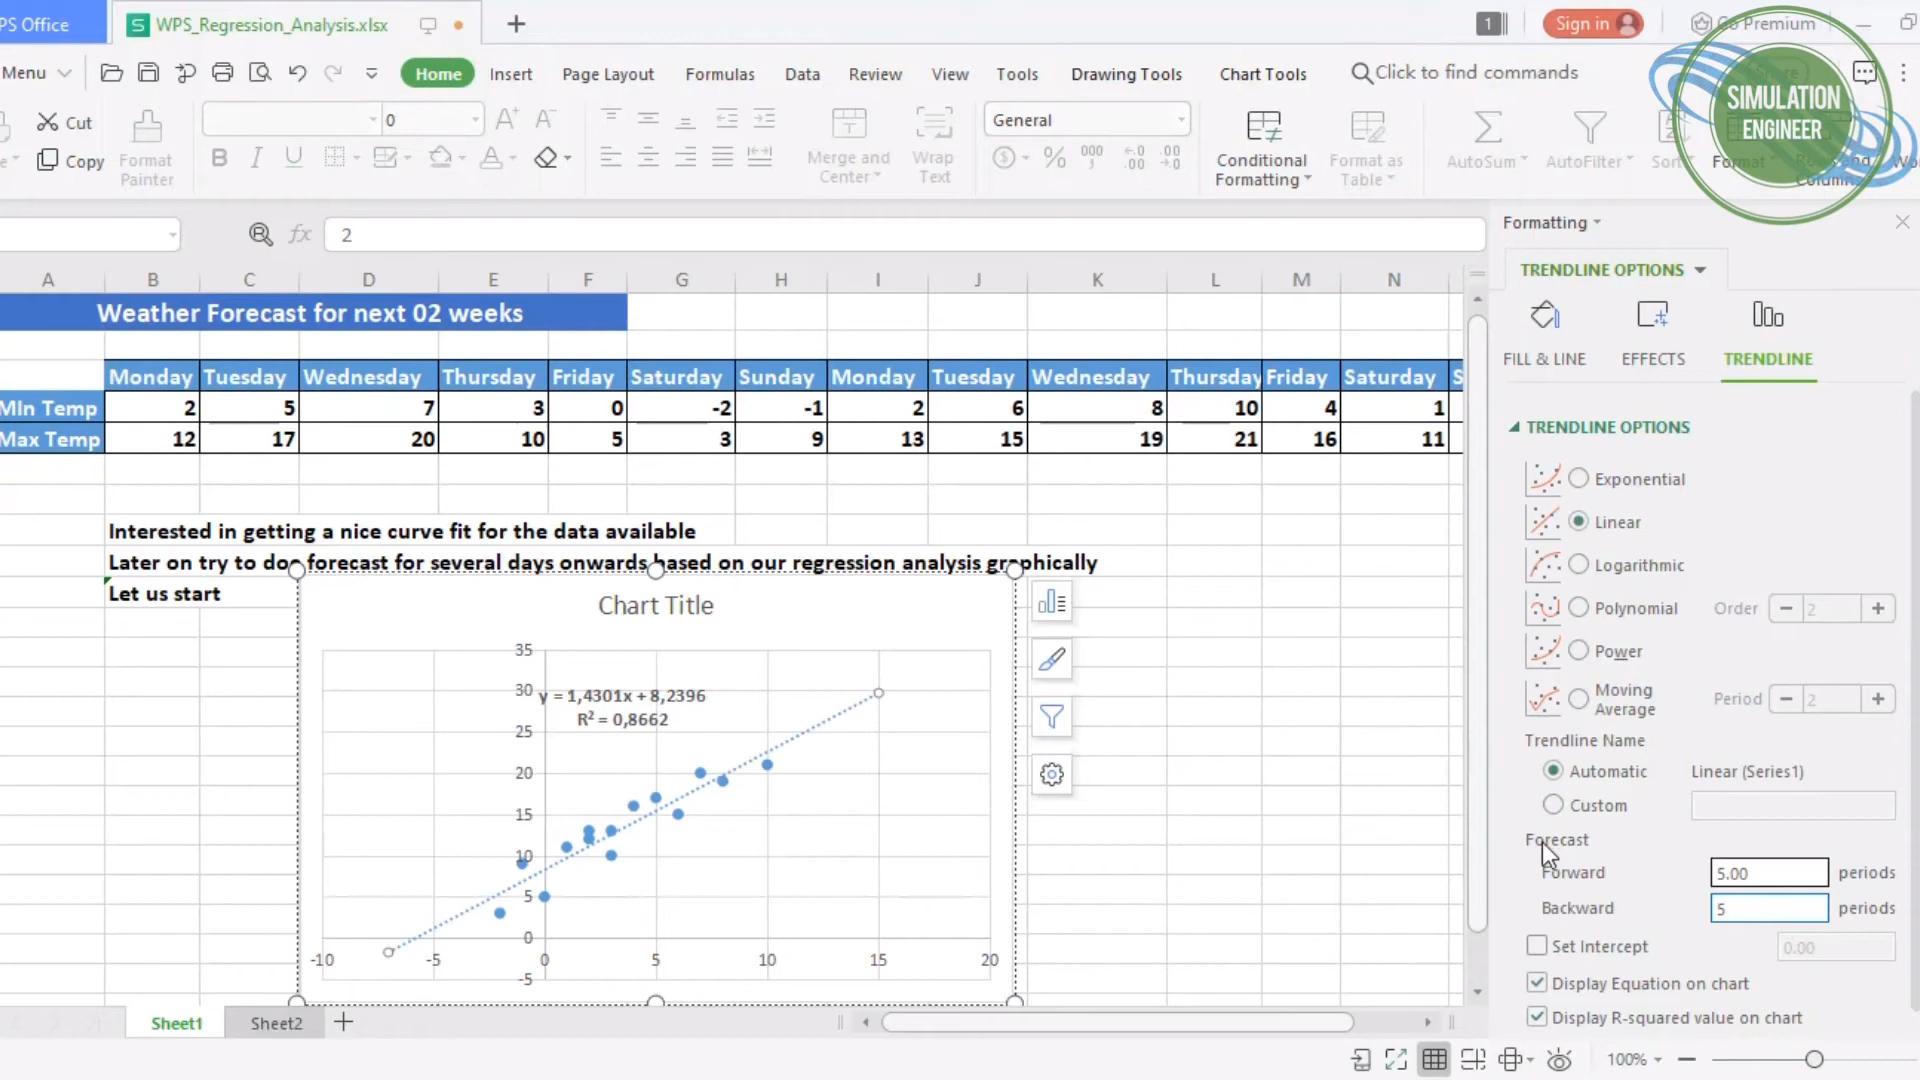 PS Office
WPS_Regression_Analysis.xlsx
1
Sign in
Go Premium
Menu
Home
Insert
Page Layout
Formulas
Data
Review
View
Tools
Drawing Tools
Chart Tools
Click to find commands
SIMULATION
ENGINEER
Cut
Copy
Format
Painter
0
Merge and
Center
Wrap
Text
General
Conditional
Formatting
Format as
Table
AutoSum
AutoFilter
Sort
Format
Rows and
Columns
Wo
fx
2
Formatting
A B C D E F G H I J K L M N
Weather Forecast for next 02 weeks
Monday Tuesday Wednesday Thursday Friday Saturday Sunday Monday Tuesday Wednesday Thursday Friday Saturday S
MIn Temp 2 5 7 3 0 -2 -1 2 6 8 10 4 1
Max Temp 12 17 20 10 5 3 9 13 15 19 21 16 11
Interested in getting a nice curve fit for the data available
Later on try to dop forecast for several days onwards based on our regression analysis graphically
Let us start
Chart Title
35
30
25
20
15
10
5
0
-5
y = 1,4301x + 8,2396
R² = 0,8662
-10 -5 0 5 10 15 20
TRENDLINE OPTIONS
FILL & LINE
EFFECTS
TRENDLINE
TRENDLINE OPTIONS
Exponential
Linear
Logarithmic
Polynomial Order 2
Power
Moving
Average
Period 2
Trendline Name
Automatic Linear (Series1)
Custom
Forecast
Forward 5.00 periods
Backward 5 periods
Set Intercept 0.00
Display Equation on chart
Display R-squared value on chart
Sheet1
Sheet2
100%